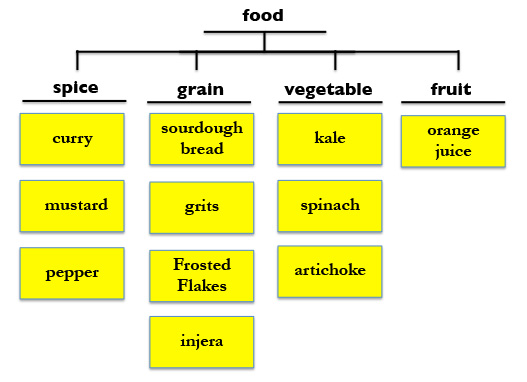 food
spice
grain
vegetable
fruit
curry
sourdough
bread
kale
orange
juice
mustard
grits
spinach
pepper
Frosted
Flakes
artichoke
injera